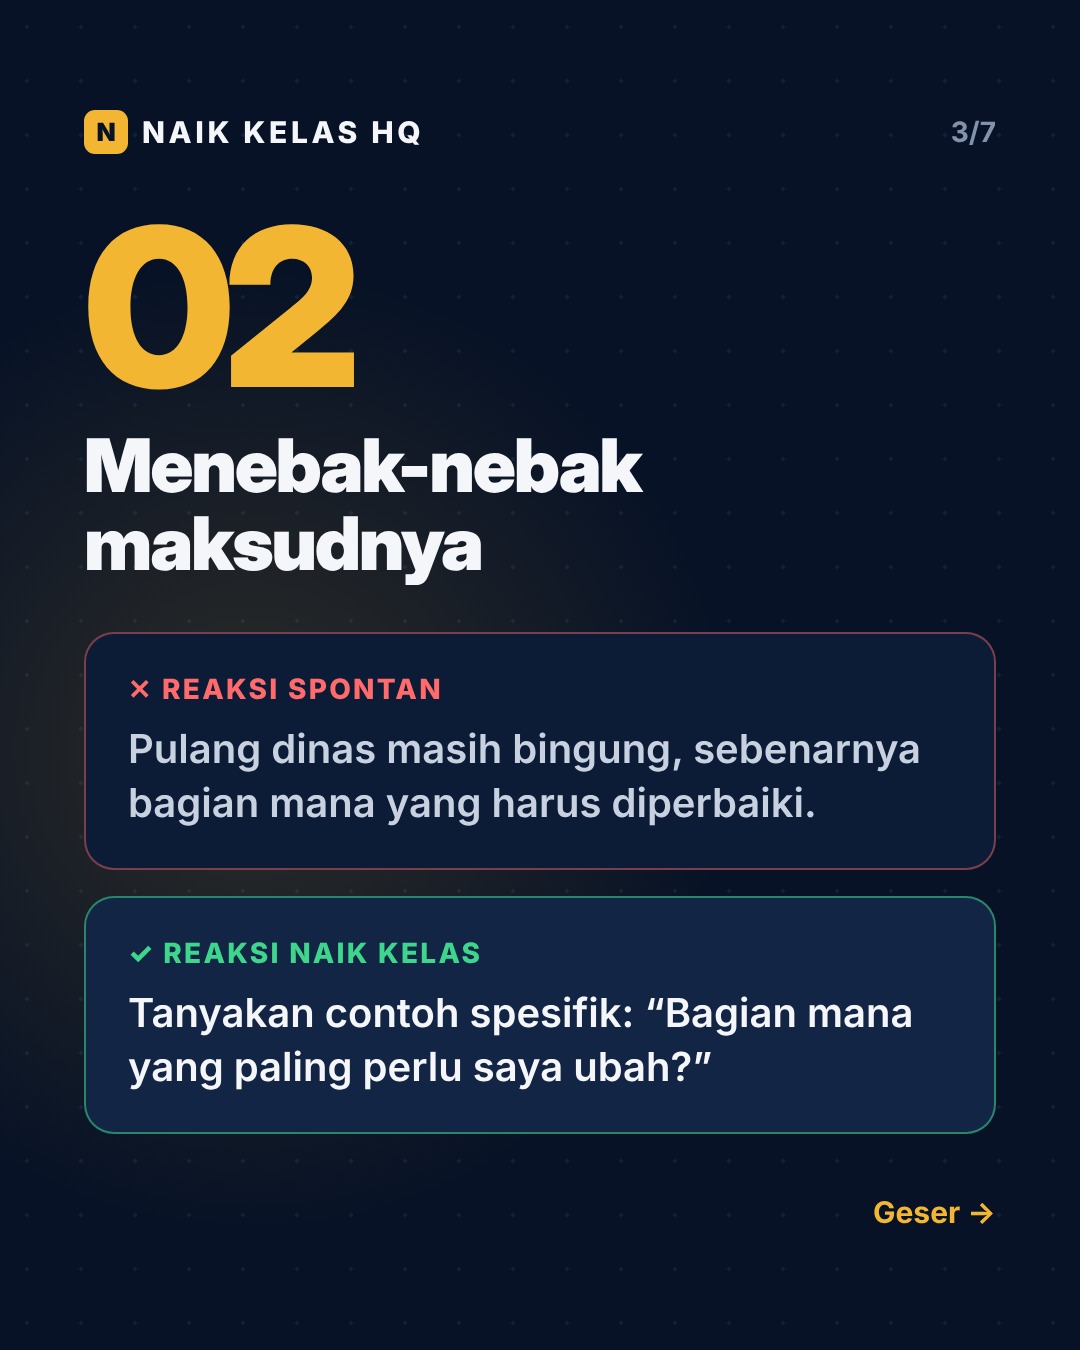 N NAIK KELAS HQ
3/7
02
Menebak-nebak
maksudnya
✕ REAKSI SPONTAN
Pulang dinas masih bingung, sebenarnya
bagian mana yang harus diperbaiki.
✓ REAKSI NAIK KELAS
Tanyakan contoh spesifik: “Bagian mana
yang paling perlu saya ubah?”
Geser →